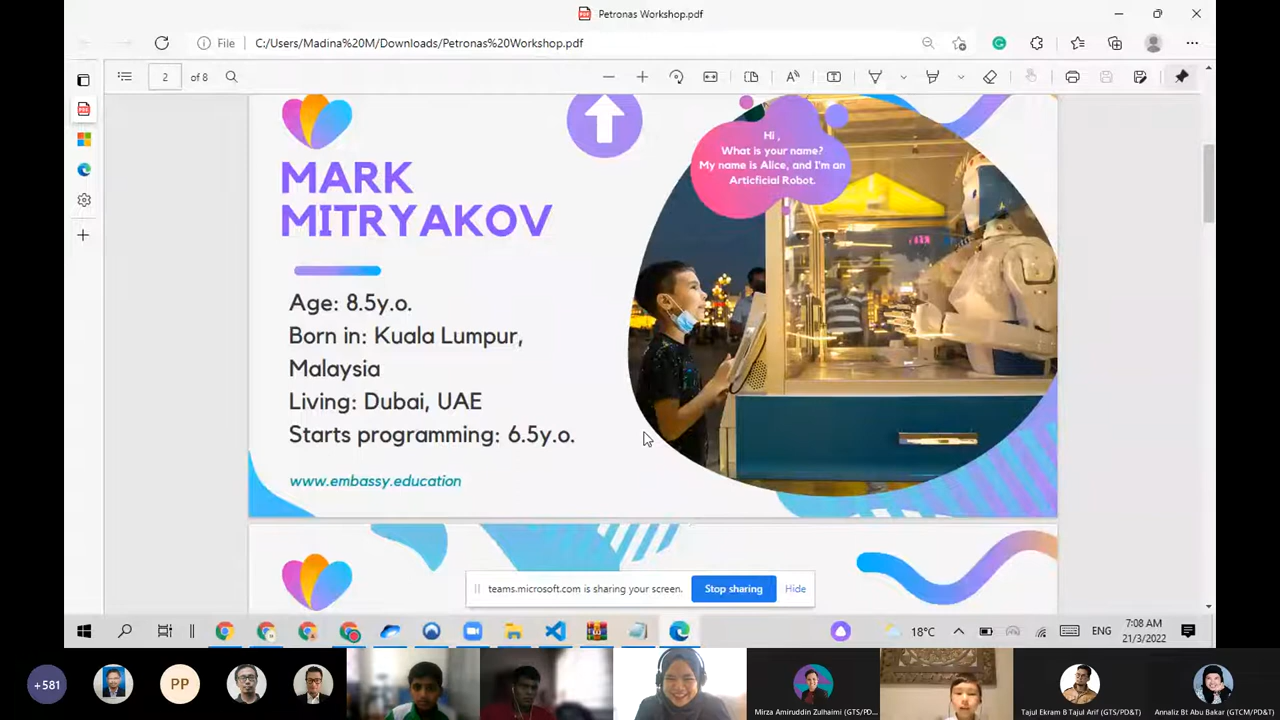 Petronas Workshop.pdf
File
C:/Users/Madina%20M/Downloads/Petronas%20Workshop.pdf
2
of 8
Hi ,
What is your name?
My name is Alice, and I'm an
Articficial Robot.
MARK
MITRYAKOV
Age: 8.5y.o.
Born in: Kuala Lumpur,
Malaysia
Living: Dubai, UAE
Starts programming: 6.5y.o.
www.embassy.education
teams.microsoft.com is sharing your screen.
Stop sharing
Hide
18°C
ENG
7:08 AM
21/3/2022
+581
PP
Mirza Amiruddin Zulhaimi (GTS/PD...
Tajul Ekram B Tajul Arif (GTS/PD&T)
Annaliz Bt Abu Bakar (GTCM/PD&T)